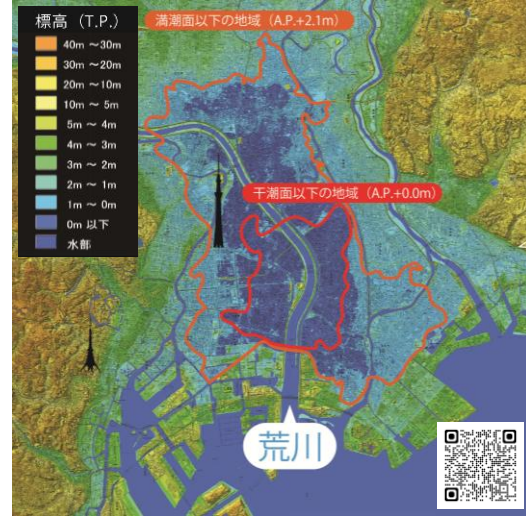 満潮面以下の地域（A.P.+2.1m）
標高（T.P.）
40m ～30m
30m ～20m
20m ～10m
10m ～ 5m
5m ～ 4m
4m ～ 3m
3m ～ 2m
2m ～ 1m
1m ～ 0m
0m 以下
水部
干潮面以下の地域（A.P.+0.0m）
荒川